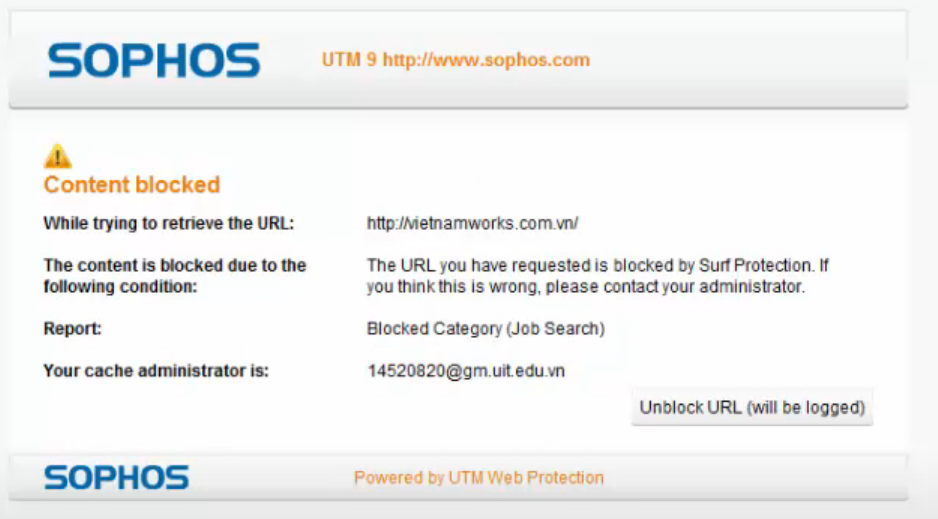 SOPHOS
UTM 9 http://www.sophos.com
Content blocked
While trying to retrieve the URL: http://vietnamworks.com.vn/
The content is blocked due to the The URL you have requested is blocked by Surf Protection. If
following condition: you think this is wrong, please contact your administrator.
Report: Blocked Category (Job Search)
Your cache administrator is: 14520820@gm.uit.edu.vn
Unblock URL (will be logged)
SOPHOS
Powered by UTM Web Protection